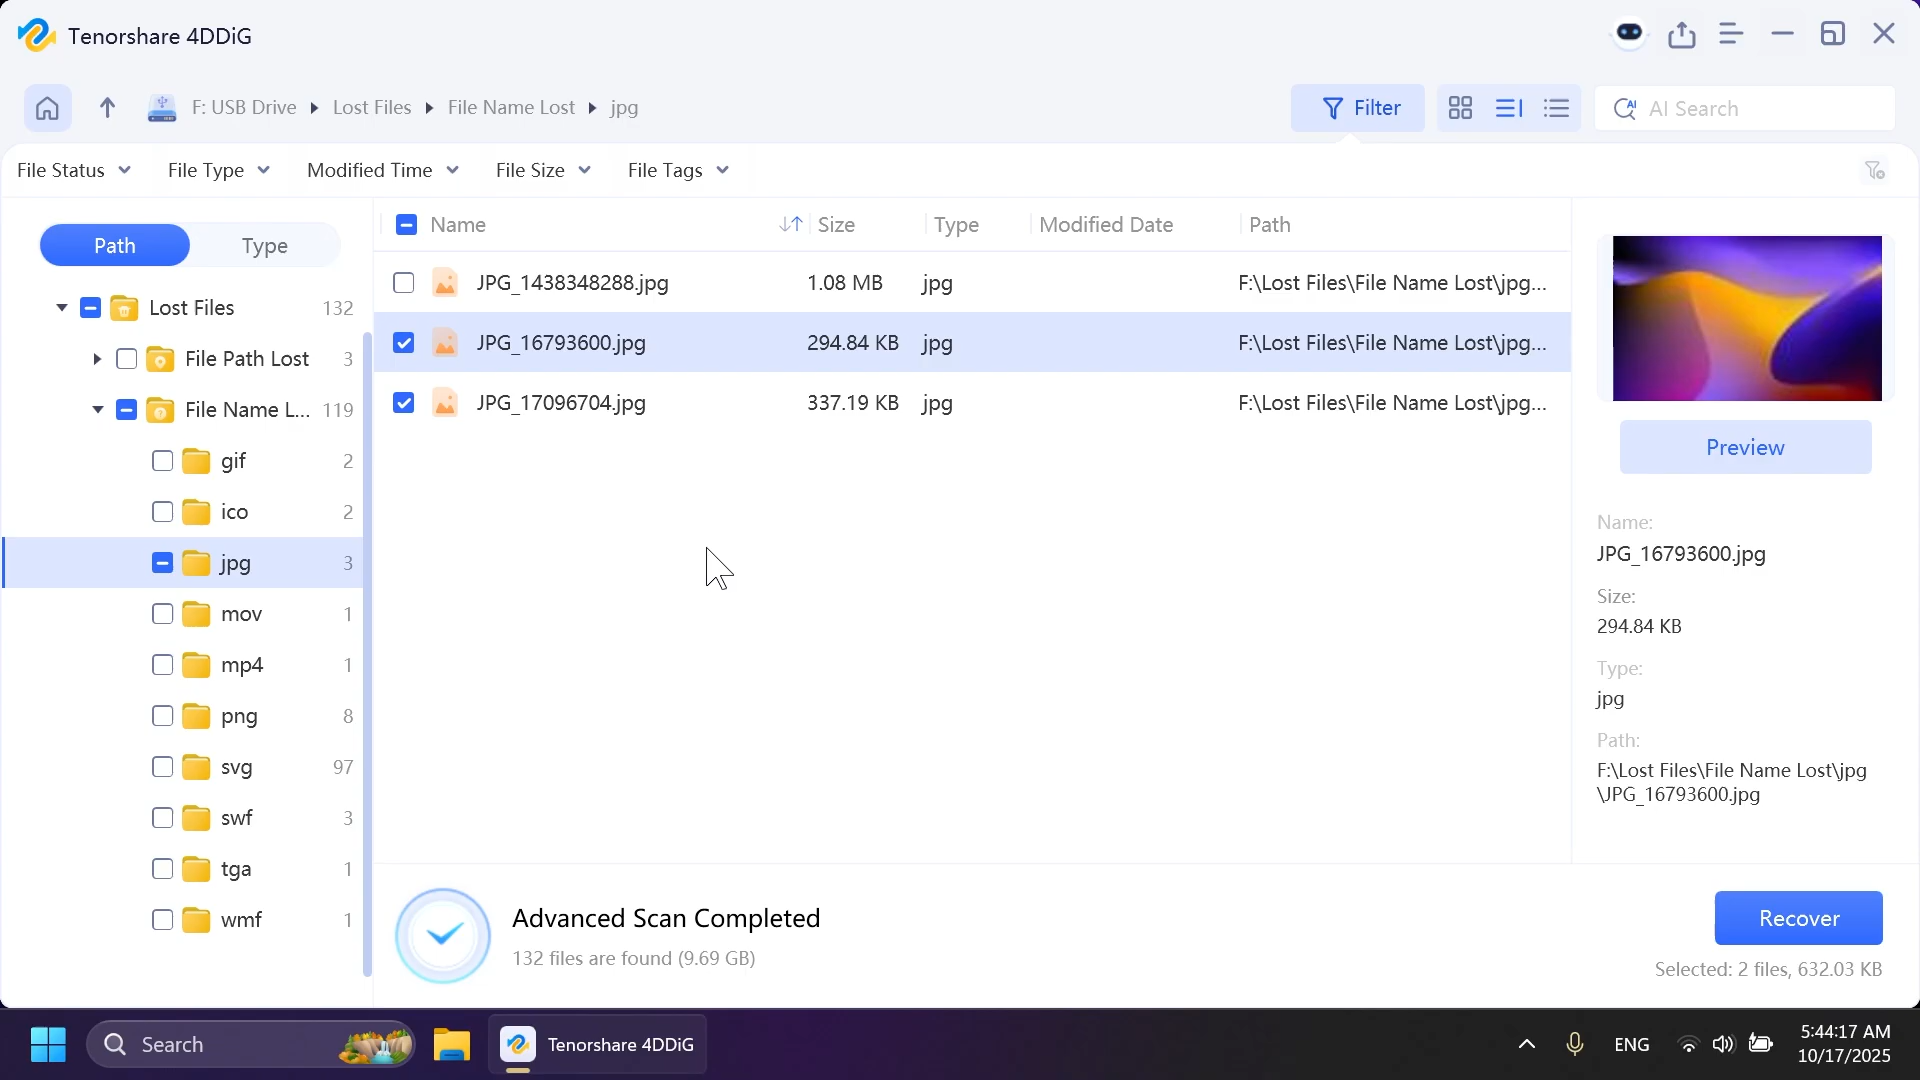 Tenorshare 4DDiG
F: USB Drive Lost Files File Name Lost jpg
Filter
AI Search
File Status File Type Modified Time File Size File Tags
Path Type
Name Size Type Modified Date Path
Lost Files 132
File Path Lost 3
File Name L... 119
gif 2
ico 2
jpg 3
mov 1
mp4 1
png 8
svg 97
swf 3
tga 1
wmf 1
JPG_1438348288.jpg 1.08 MB jpg F:\Lost Files\File Name Lost\jpg...
JPG_16793600.jpg 294.84 KB jpg F:\Lost Files\File Name Lost\jpg...
JPG_17096704.jpg 337.19 KB jpg F:\Lost Files\File Name Lost\jpg...
Preview
Name:
JPG_16793600.jpg
Size:
294.84 KB
Type:
jpg
Path:
F:\Lost Files\File Name Lost\jpg
\JPG_16793600.jpg
Advanced Scan Completed
132 files are found (9.69 GB)
Recover
Selected: 2 files, 632.03 KB
Search
Tenorshare 4DDiG
ENG
5:44:17 AM
10/17/2025